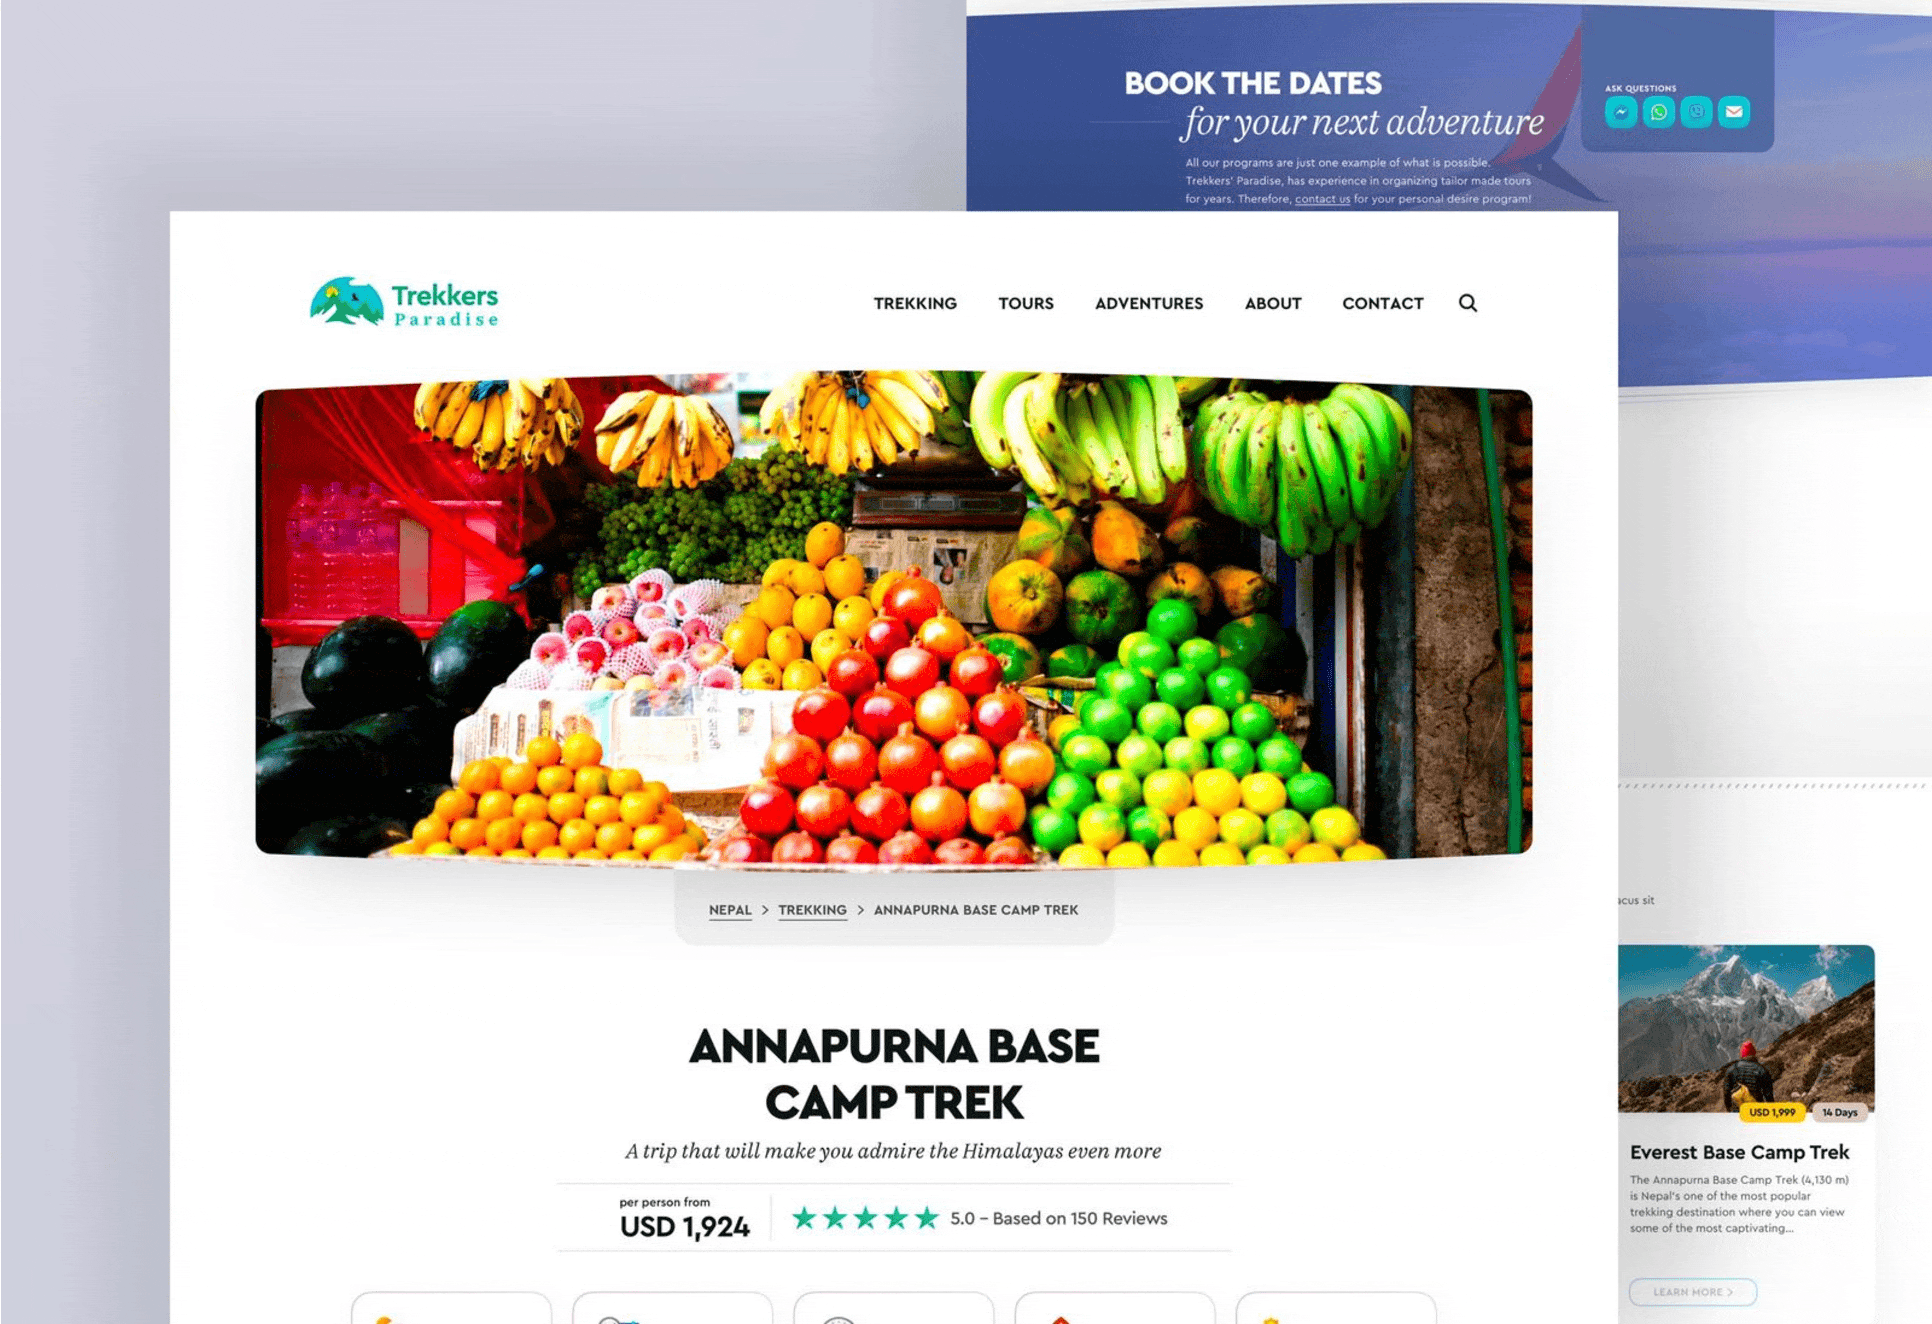 BOOK THE DATES
for your next adventure
All our programs are just one example of what is possible.
Trekkers' Paradise, has experience in organizing tailor made tours
for years. Therefore, contact us for your personal desire program!
ASK QUESTIONS
Trekkers
Paradise
TREKKING TOURS ADVENTURES ABOUT CONTACT
NEPAL > TREKKING > ANNAPURNA BASE CAMP TREK
ANNAPURNA BASE
CAMP TREK
A trip that will make you admire the Himalayas even more
per person from
USD 1,924
5.0 – Based on 150 Reviews
sit
USD 1,999
14 Days
Everest Base Camp Trek
The Annapurna Base Camp Trek (4,130 m)
is Nepal's one of the most popular
trekking destination where you can view
some of the most captivating...
LEARN MORE >